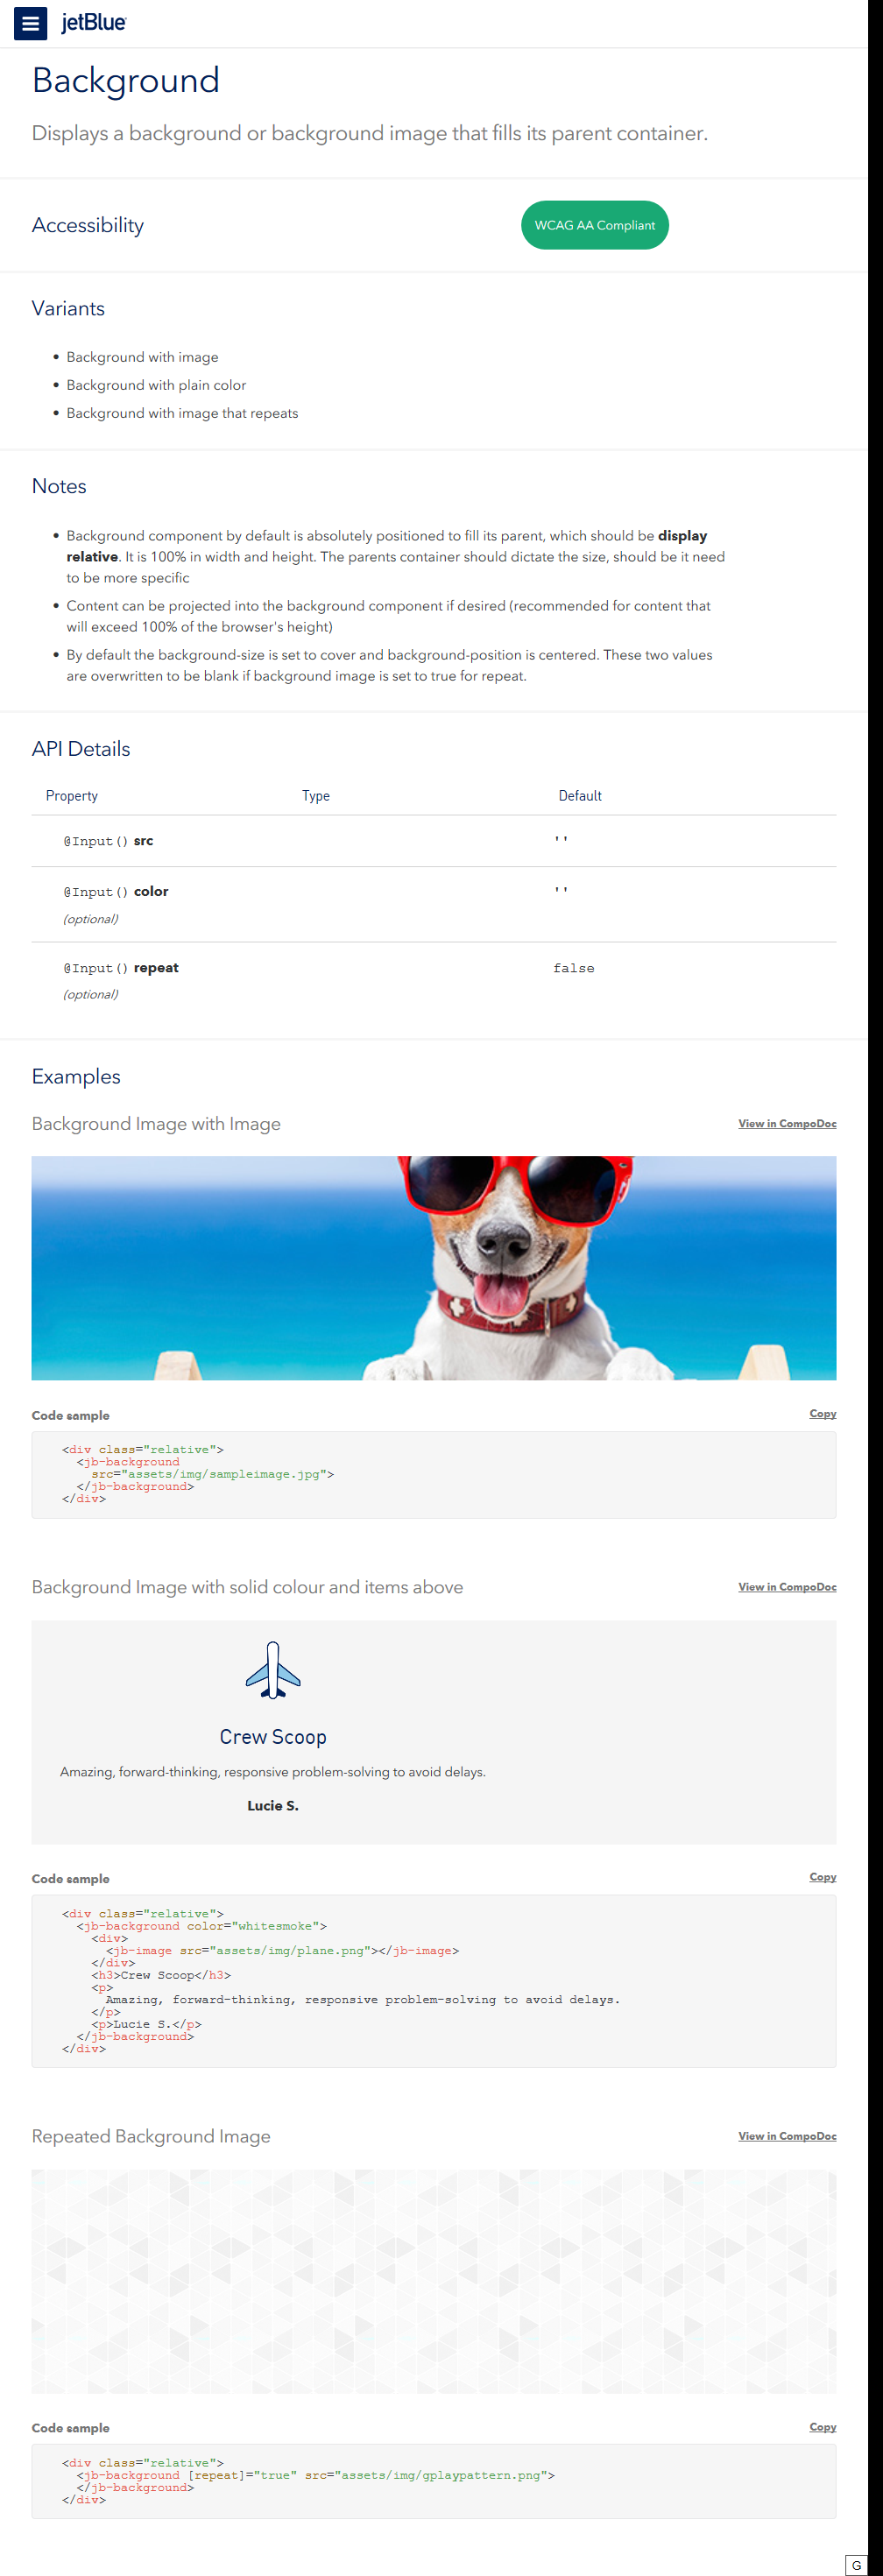 jetBlue
Background
Displays a background or background image that fills its parent container.
Accessibility
WCAG AA Compliant
Variants
• Background with image
• Background with plain color
• Background with image that repeats
Notes
• Background component by default is absolutely positioned to fill its parent, which should be display
relative. It is 100% in width and height. The parents container should dictate the size, should be it need
to be more specific
• Content can be projected into the background component if desired (recommended for content that
will exceed 100% of the browser's height)
• By default the background-size is set to cover and background-position is centered. These two values
are overwritten to be blank if background image is set to true for repeat.
API Details
Property Type Default
@Input() src ''
@Input() color ''
(optional)
@Input() repeat false
(optional)
Examples
Background Image with Image View in CompoDoc
Code sample Copy
<div class="relative">
<jb-background
src="assets/img/sampleimage.jpg">
</jb-background>
</div>
Background Image with solid colour and items above View in CompoDoc
Crew Scoop
Amazing, forward-thinking, responsive problem-solving to avoid delays.
Lucie S.
Code sample Copy
<div class="relative">
<jb-background color="whitesmoke">
<div>
<jb-image src="assets/img/plane.png"></jb-image>
</div>
<h3>Crew Scoop</h3>
<p>
Amazing, forward-thinking, responsive problem-solving to avoid delays.
</p>
<p>Lucie S.</p>
</jb-background>
</div>
Repeated Background Image View in CompoDoc
Code sample Copy
<div class="relative">
<jb-background [repeat]="true" src="assets/img/gplaypattern.png">
</jb-background>
</div>
G